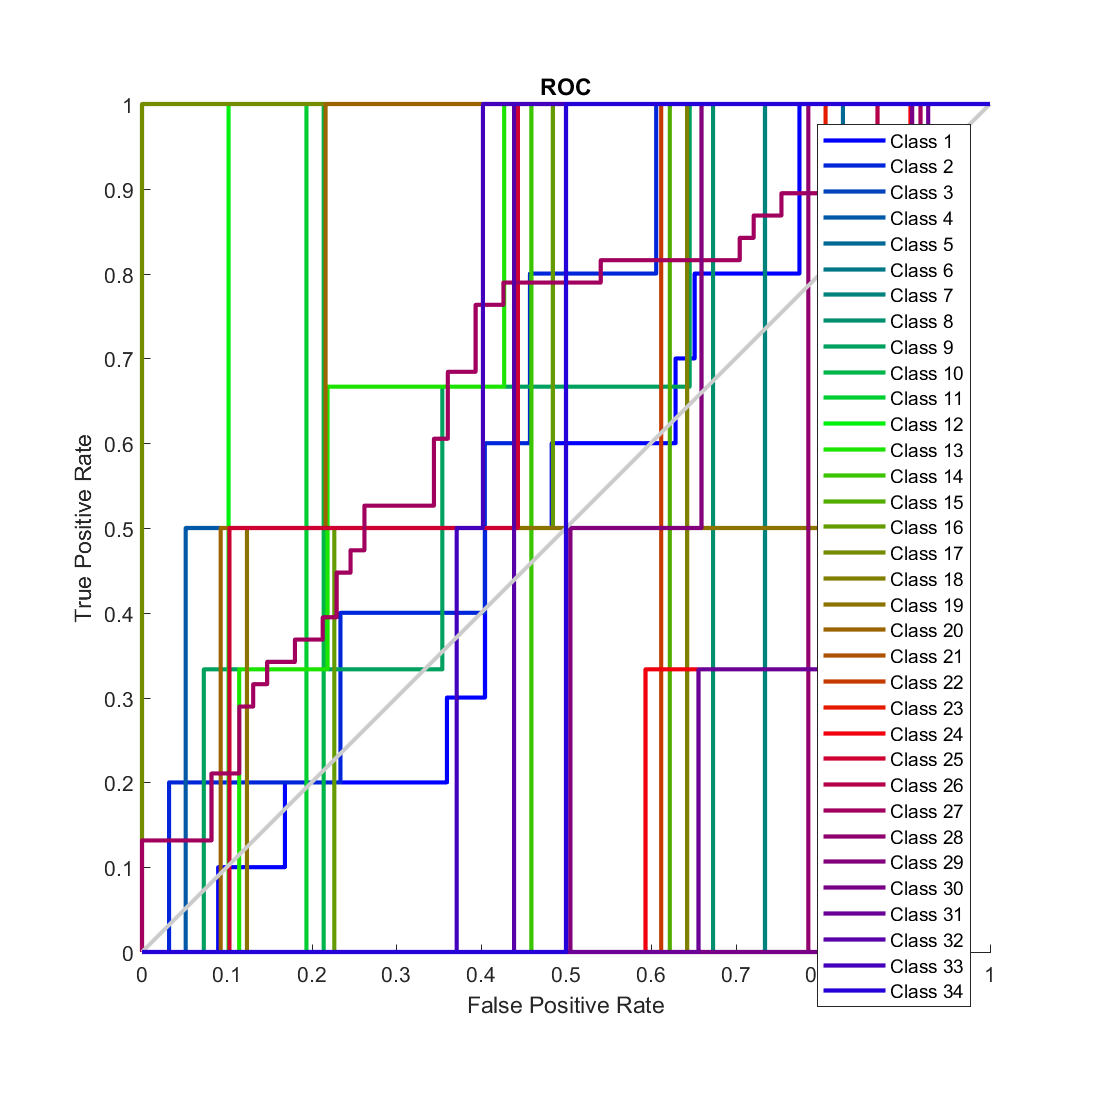 ROC
1
0.9
0.8
0.7
0.6
0.5
0.4
0.3
0.2
0.1
0
True Positive Rate
0 0.1 0.2 0.3 0.4 0.5 0.6 0.7 0 1
False Positive Rate
Class 1
Class 2
Class 3
Class 4
Class 5
Class 6
Class 7
Class 8
Class 9
Class 10
Class 11
Class 12
Class 13
Class 14
Class 15
Class 16
Class 17
Class 18
Class 19
Class 20
Class 21
Class 22
Class 23
Class 24
Class 25
Class 26
Class 27
Class 28
Class 29
Class 30
Class 31
Class 32
Class 33
Class 34